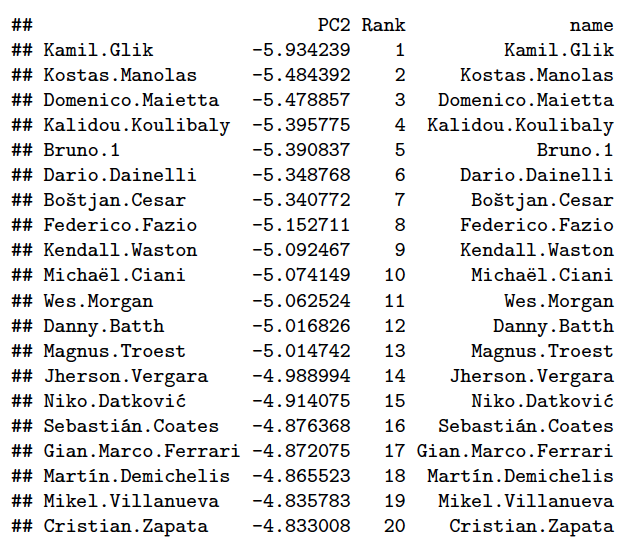 ## PC2 Rank name
## Kamil.Glik -5.934239 1 Kamil.Glik
## Kostas.Manolas -5.484392 2 Kostas.Manolas
## Domenico.Maietta -5.478857 3 Domenico.Maietta
## Kalidou.Koulibaly -5.395775 4 Kalidou.Koulibaly
## Bruno.1 -5.390837 5 Bruno.1
## Dario.Dainelli -5.348768 6 Dario.Dainelli
## Boštjan.Cesar -5.340772 7 Boštjan.Cesar
## Federico.Fazio -5.152711 8 Federico.Fazio
## Kendall.Waston -5.092467 9 Kendall.Waston
## Michaël.Ciani -5.074149 10 Michaël.Ciani
## Wes.Morgan -5.062524 11 Wes.Morgan
## Danny.Batth -5.016826 12 Danny.Batth
## Magnus.Troest -5.014742 13 Magnus.Troest
## Jherson.Vergara -4.988994 14 Jherson.Vergara
## Niko.Datković -4.914075 15 Niko.Datković
## Sebastián.Coates -4.876368 16 Sebastián.Coates
## Gian.Marco.Ferrari -4.872075 17 Gian.Marco.Ferrari
## Martín.Demichelis -4.865523 18 Martín.Demichelis
## Mikel.Villanueva -4.835783 19 Mikel.Villanueva
## Cristian.Zapata -4.833008 20 Cristian.Zapata